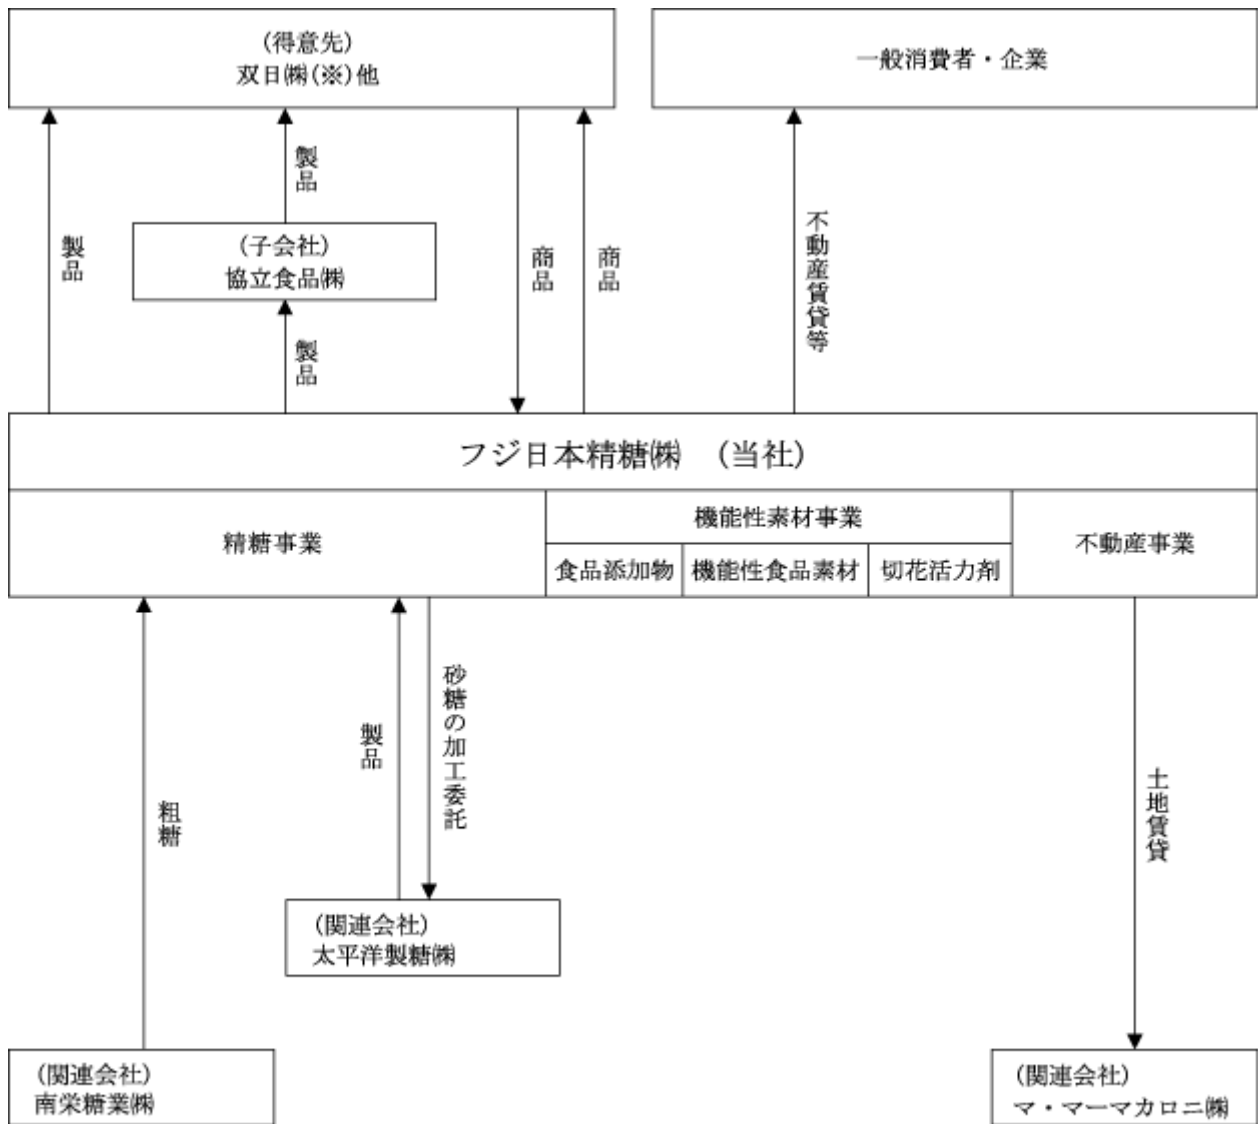 (得意先)
双日㈱(※)他
一般消費者・企業
製品
製品
(子会社)
協立食品㈱
製品
商品
商品
不動産賃貸等
フジ日本精糖㈱ (当社)
精糖事業
機能性素材事業
食品添加物
機能性食品素材
切花活力剤
不動産事業
粗糖
製品
砂糖の加工委託
土地賃貸
(関連会社)
太平洋製糖㈱
(関連会社)
南栄糖業㈱
(関連会社)
マ・マーマカロニ㈱